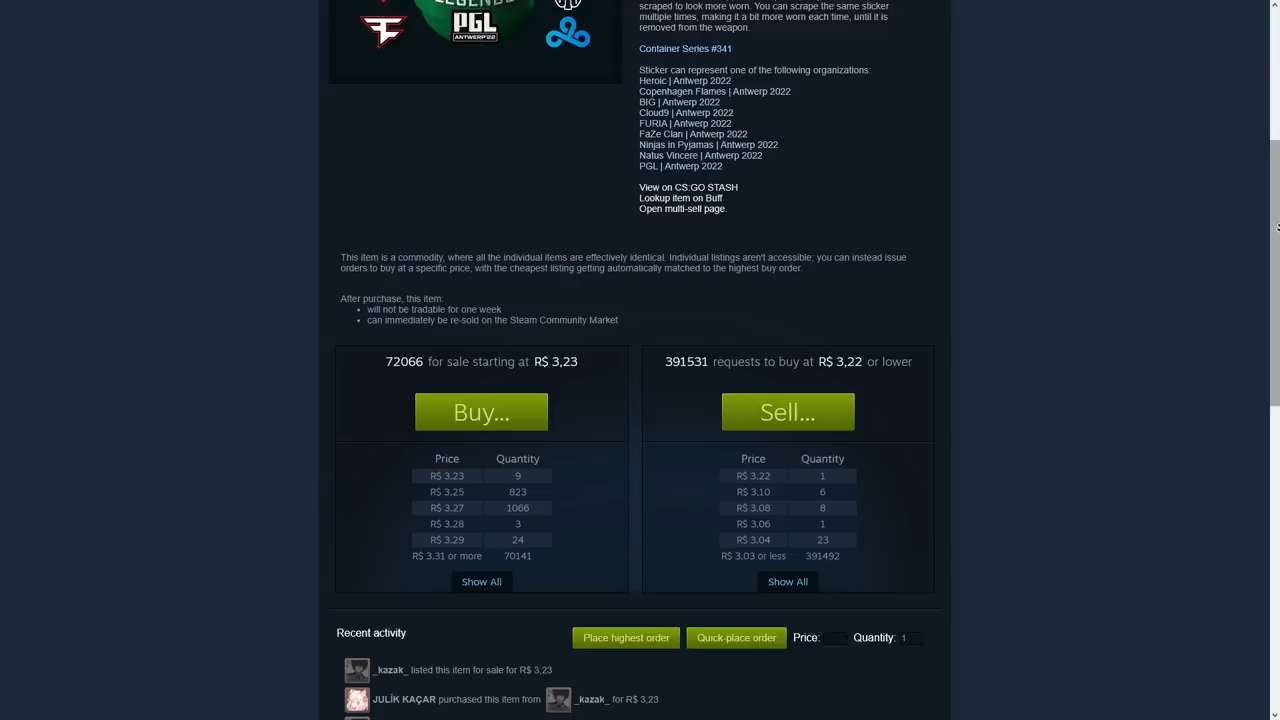 LEGENDS
PGL
ANTWERP'22
scraped to look more worn. You can scrape the same sticker
multiple times, making it a bit more worn each time, until it is
removed from the weapon.
Container Series #341
Sticker can represent one of the following organizations:
Heroic | Antwerp 2022
Copenhagen Flames | Antwerp 2022
BIG | Antwerp 2022
Cloud9 | Antwerp 2022
FURIA | Antwerp 2022
FaZe Clan | Antwerp 2022
Ninjas in Pyjamas | Antwerp 2022
Natus Vincere | Antwerp 2022
PGL | Antwerp 2022
View on CS:GO STASH
Lookup item on Buff
Open multi-sell page.
This item is a commodity, where all the individual items are effectively identical. Individual listings aren't accessible; you can instead issue
orders to buy at a specific price, with the cheapest listing getting automatically matched to the highest buy order.
After purchase, this item:
• will not be tradable for one week
• can immediately be re-sold on the Steam Community Market
72066 for sale starting at R$ 3,23
Buy...
Price Quantity
R$ 3,23 9
R$ 3,25 823
R$ 3,27 1066
R$ 3,28 3
R$ 3,29 24
R$ 3,31 or more 70141
Show All
391531 requests to buy at R$ 3,22 or lower
Sell...
Price Quantity
R$ 3,22 1
R$ 3,10 6
R$ 3,08 8
R$ 3,06 1
R$ 3,04 23
R$ 3,03 or less 391492
Show All
Recent activity Place highest order Quick-place order Price: Quantity: 1
_kazak_ listed this item for sale for R$ 3,23
JULİK KAÇAR purchased this item from _kazak_ for R$ 3,23